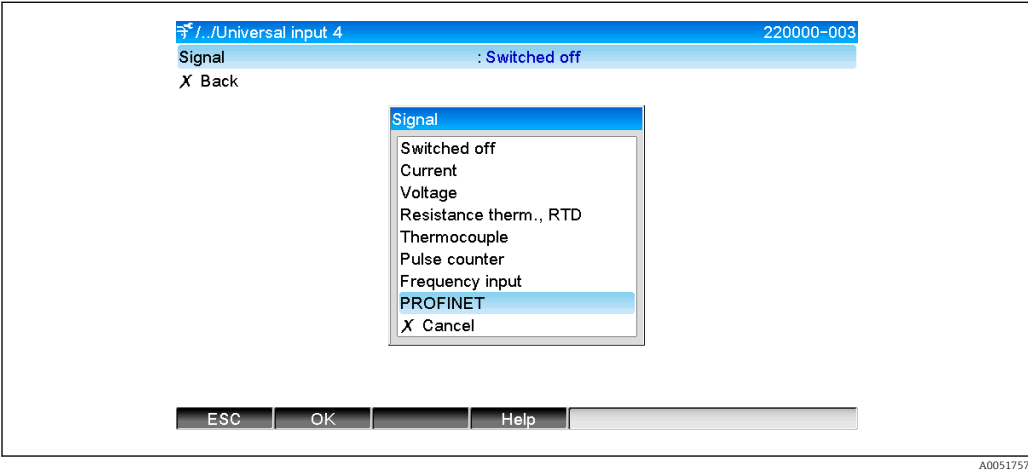 /../Universal input 4 220000-003
Signal : Switched off
X Back
Signal
Switched off
Current
Voltage
Resistance therm., RTD
Thermocouple
Pulse counter
Frequency input
PROFINET
X Cancel
ESC OK Help
A0051757